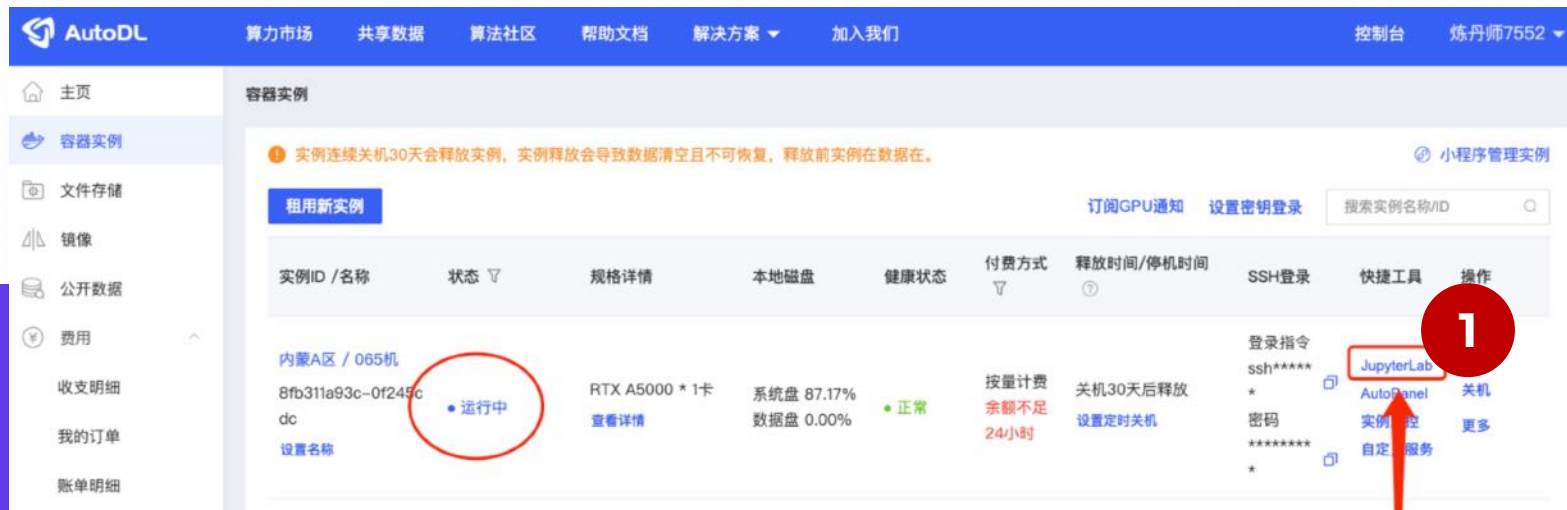 AutoDL 算力市场 共享数据 算法社区 帮助文档 解决方案 加入我们 控制台 炼丹师7552
主页
容器实例
文件存储
镜像
公开数据
费用
收支明细
我的订单
账单明细
容器实例
实例连续关机30天会释放实例，实例释放会导致数据清空且不可恢复，释放前实例在数据在。
小程序管理实例
租用新实例
订阅GPU通知 设置密钥登录 搜索实例名称/ID
实例ID /名称 状态 规格详情 本地磁盘 健康状态 付费方式 释放时间/停机时间 SSH登录 快捷工具 操作
1
内蒙A区 / 065机
8fb311a93c-0f245c
dc
设置名称
运行中
RTX A5000 * 1卡
查看详情
系统盘 87.17%
数据盘 0.00%
正常
按量计费
余额不足
24小时
关机30天后释放
设置定时关机
登录指令
ssh*****
*
密码
*********
*
JupyterLab
AutoPanel
实例 控
自定 服务
关机
更多